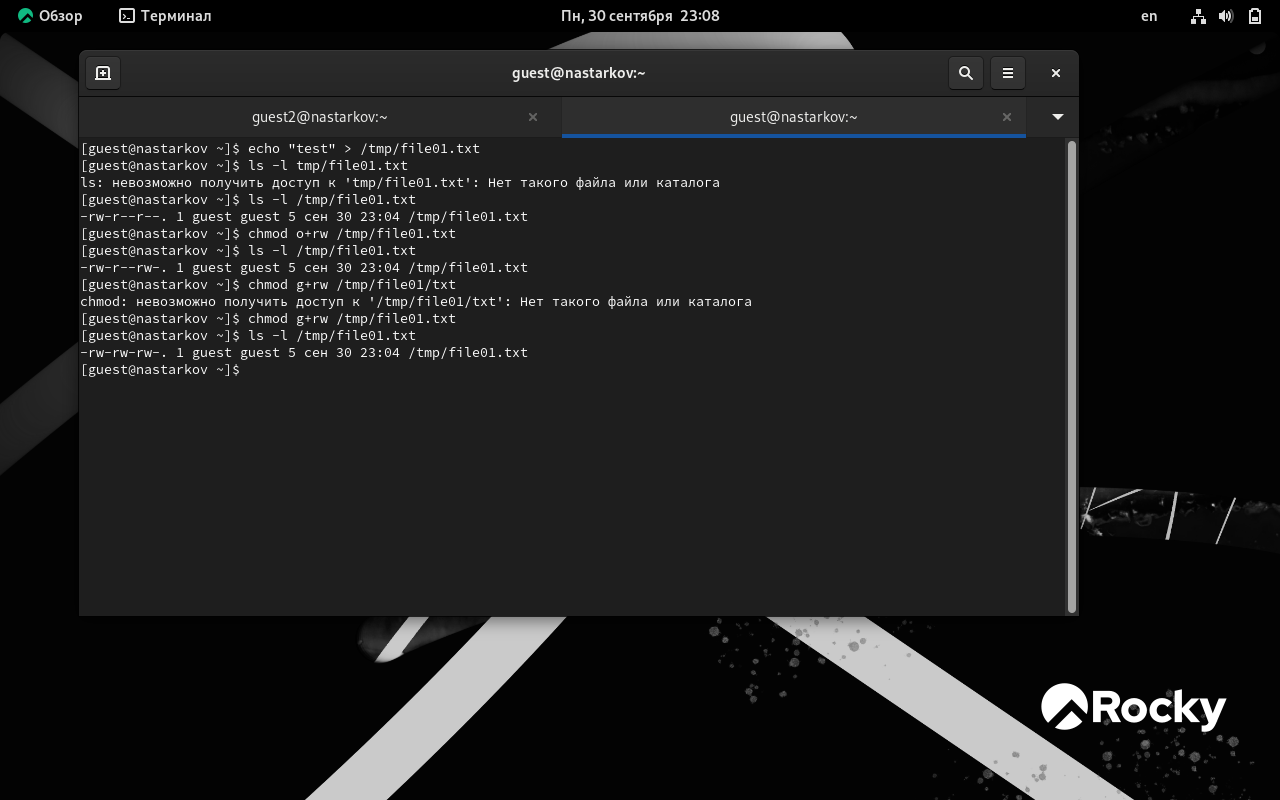 Обзор Терминал Пн, 30 сентября 23:08 en
guest@nastarkov:~
guest2@nastarkov:~ guest@nastarkov:~
[guest@nastarkov ~]$ echo "test" > /tmp/file01.txt
[guest@nastarkov ~]$ ls -l tmp/file01.txt
ls: невозможно получить доступ к 'tmp/file01.txt': Нет такого файла или каталога
[guest@nastarkov ~]$ ls -l /tmp/file01.txt
-rw-r--r--. 1 guest guest 5 сен 30 23:04 /tmp/file01.txt
[guest@nastarkov ~]$ chmod o+rw /tmp/file01.txt
[guest@nastarkov ~]$ ls -l /tmp/file01.txt
-rw-r--rw-. 1 guest guest 5 сен 30 23:04 /tmp/file01.txt
[guest@nastarkov ~]$ chmod g+rw /tmp/file01/txt
chmod: невозможно получить доступ к '/tmp/file01/txt': Нет такого файла или каталога
[guest@nastarkov ~]$ chmod g+rw /tmp/file01.txt
[guest@nastarkov ~]$ ls -l /tmp/file01.txt
-rw-rw-rw-. 1 guest guest 5 сен 30 23:04 /tmp/file01.txt
[guest@nastarkov ~]$
Rocky